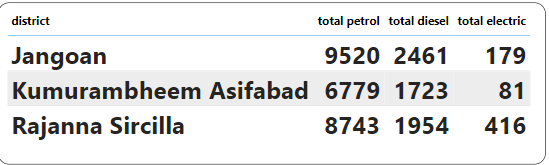 district total petrol total diesel total electric
Jangoan 9520 2461 179
Kumurambheem Asifabad 6779 1723 81
Rajanna Sircilla 8743 1954 416